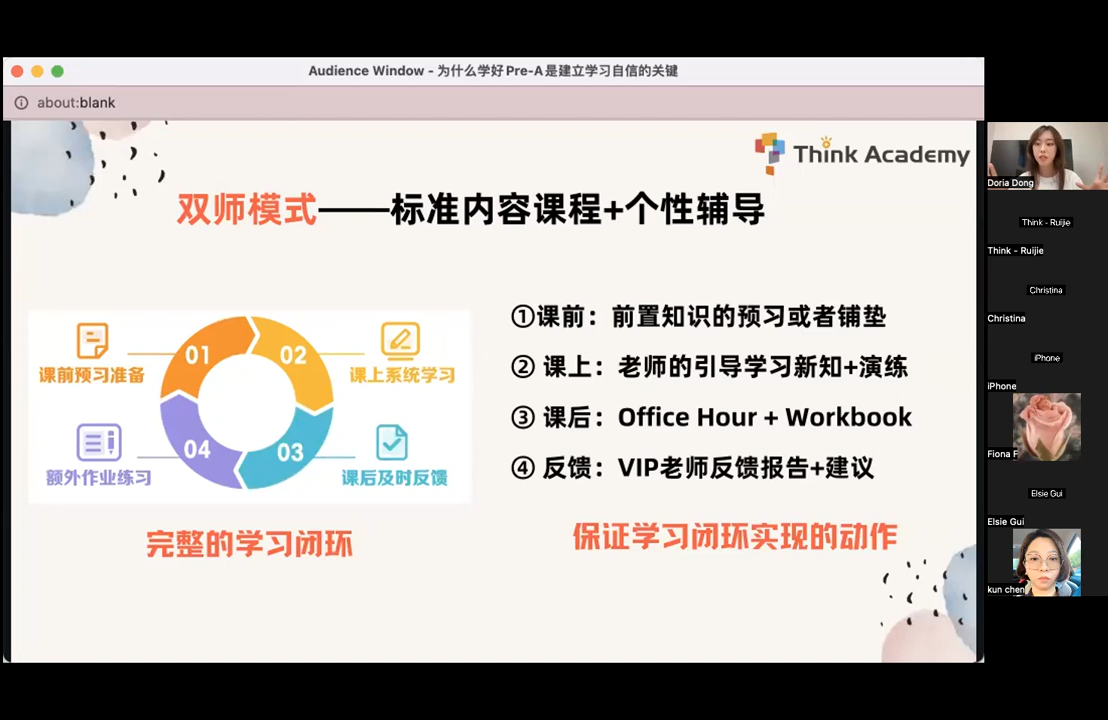 Audience Window - 为什么学好Pre-A是建立学习自信的关键
about:blank
Think Academy
双师模式——标准内容课程+个性辅导
01
02
课前预习准备
课上系统学习
04
03
额外作业练习
课后及时反馈
完整的学习闭环
①课前：前置知识的预习或者铺垫
② 课上：老师的引导学习新知+演练
③ 课后：Office Hour + Workbook
④ 反馈：VIP老师反馈报告+建议
保证学习闭环实现的动作
Doria Dong
Think - Ruijie
Think - Ruijie
Christina
Christina
iPhone
iPhone
Fiona F
Elsie Gui
Elsie Gui
kun chen